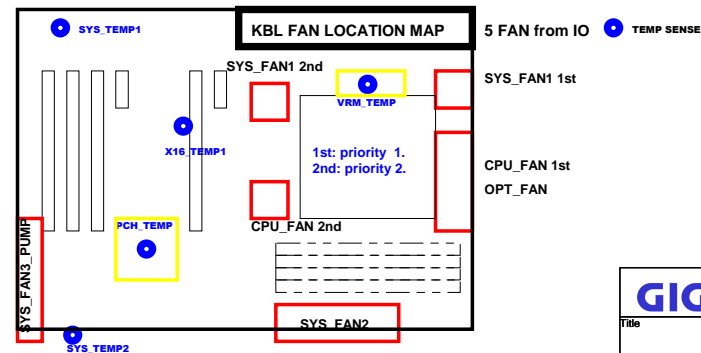 KBL FAN LOCATION MAP
5 FAN from IO
TEMP SENSE
SYS_TEMP1
SYS_FAN1 2nd
SYS_FAN1 1st
VRM_TEMP
X16_TEMP1
1st: priority 1.
2nd: priority 2.
CPU_FAN 1st
OPT_FAN
CPU_FAN 2nd
PCH_TEMP
SYS_FAN3_PUMP
SYS_FAN2
SYS_TEMP2
GIG
Title